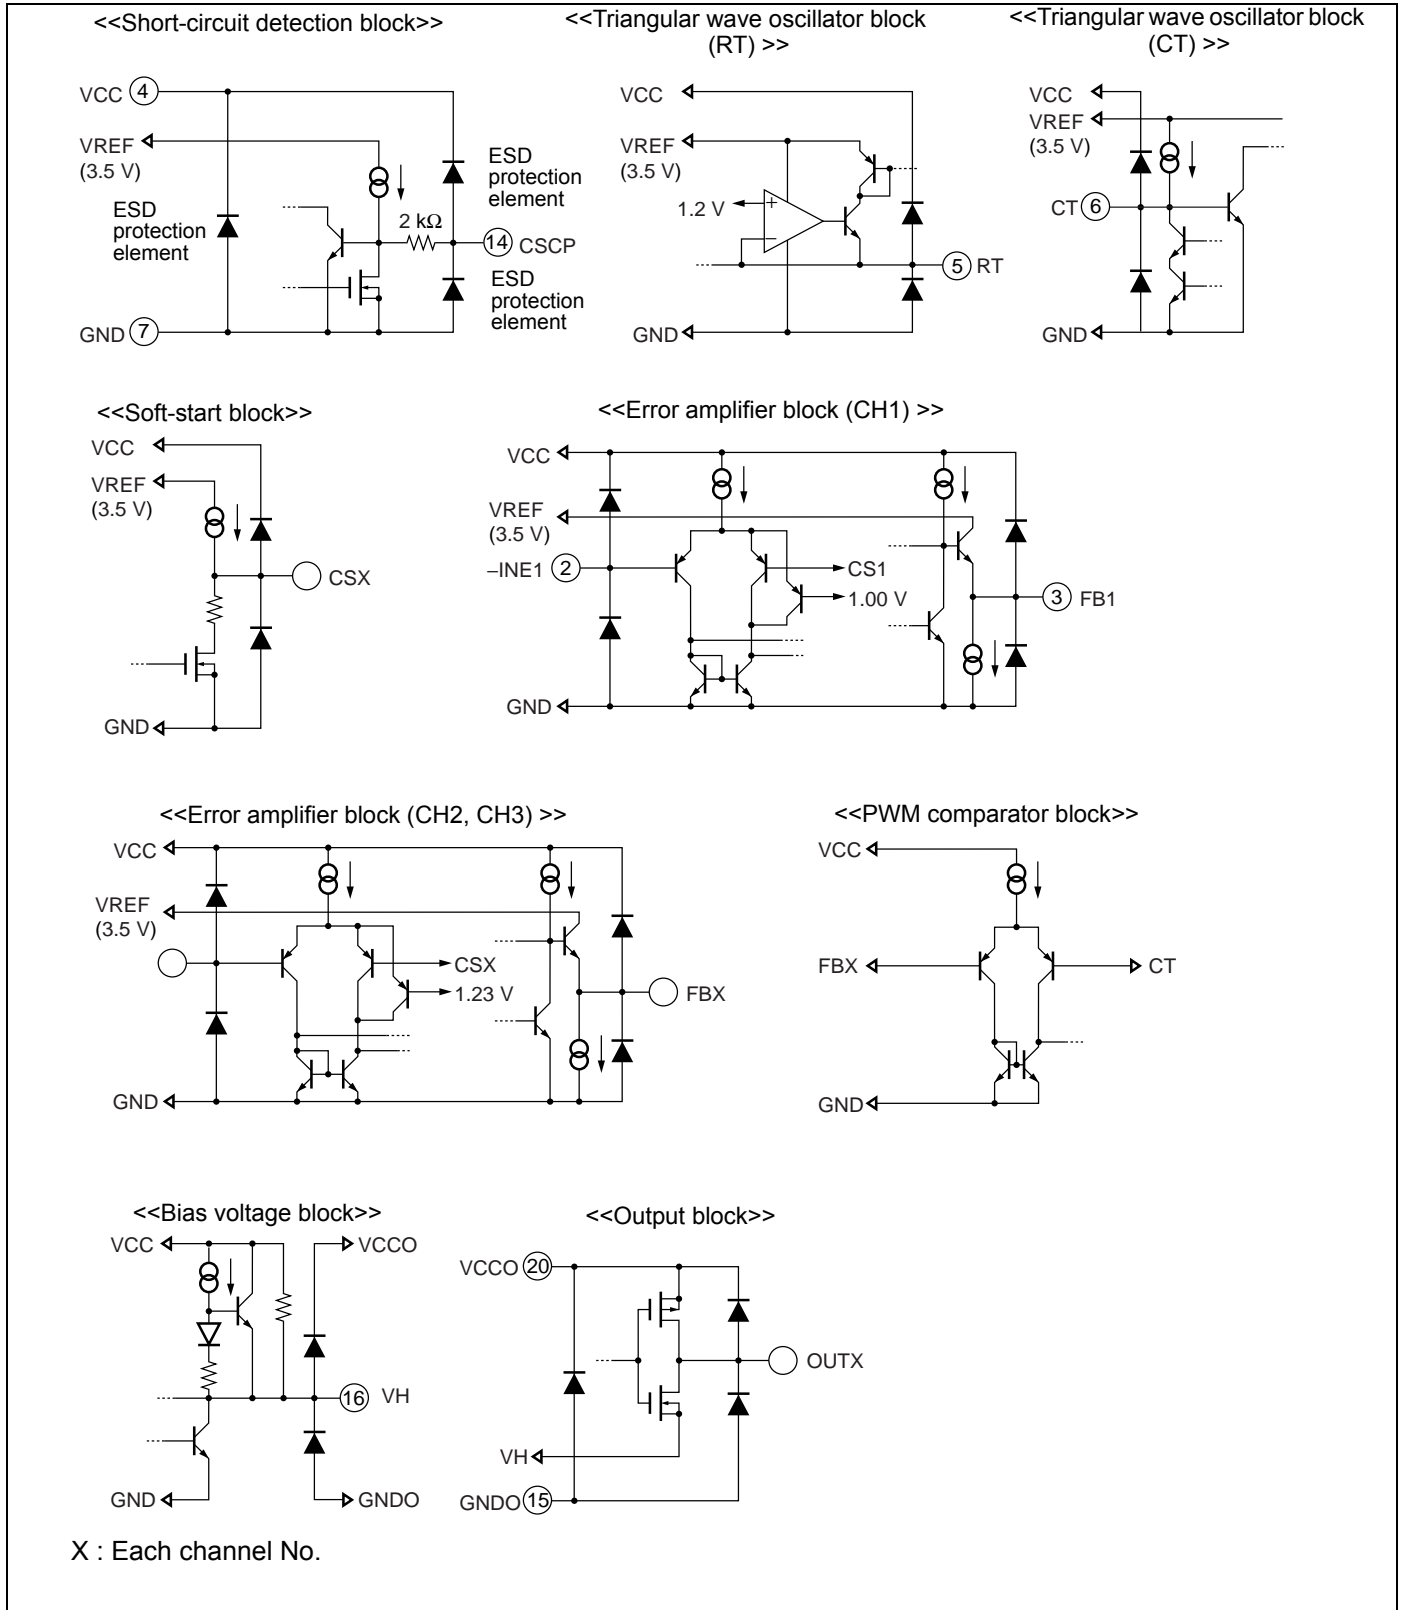 <<Short-circuit detection block>>
VCC 4
VREF
(3.5 V)
ESD
protection
element
2 kΩ
ESD
protection
element
14 CSCP
ESD
protection
element
GND 7
<<Triangular wave oscillator block
(RT) >>
VCC
VREF
(3.5 V)
1.2 V
+
−
5 RT
GND
<<Triangular wave oscillator block
(CT) >>
VCC
VREF
(3.5 V)
CT 6
GND
<<Soft-start block>>
VCC
VREF
(3.5 V)
CSX
GND
<<Error amplifier block (CH1) >>
VCC
VREF
(3.5 V)
−INE1 2
CS1
1.00 V
3 FB1
GND
<<Error amplifier block (CH2, CH3) >>
VCC
VREF
(3.5 V)
CSX
1.23 V
FBX
GND
<<PWM comparator block>>
VCC
FBX
CT
GND
<<Bias voltage block>>
VCC
VCCO
16 VH
GND
GNDO
<<Output block>>
VCCO 20
OUTX
VH
GNDO 15
X : Each channel No.